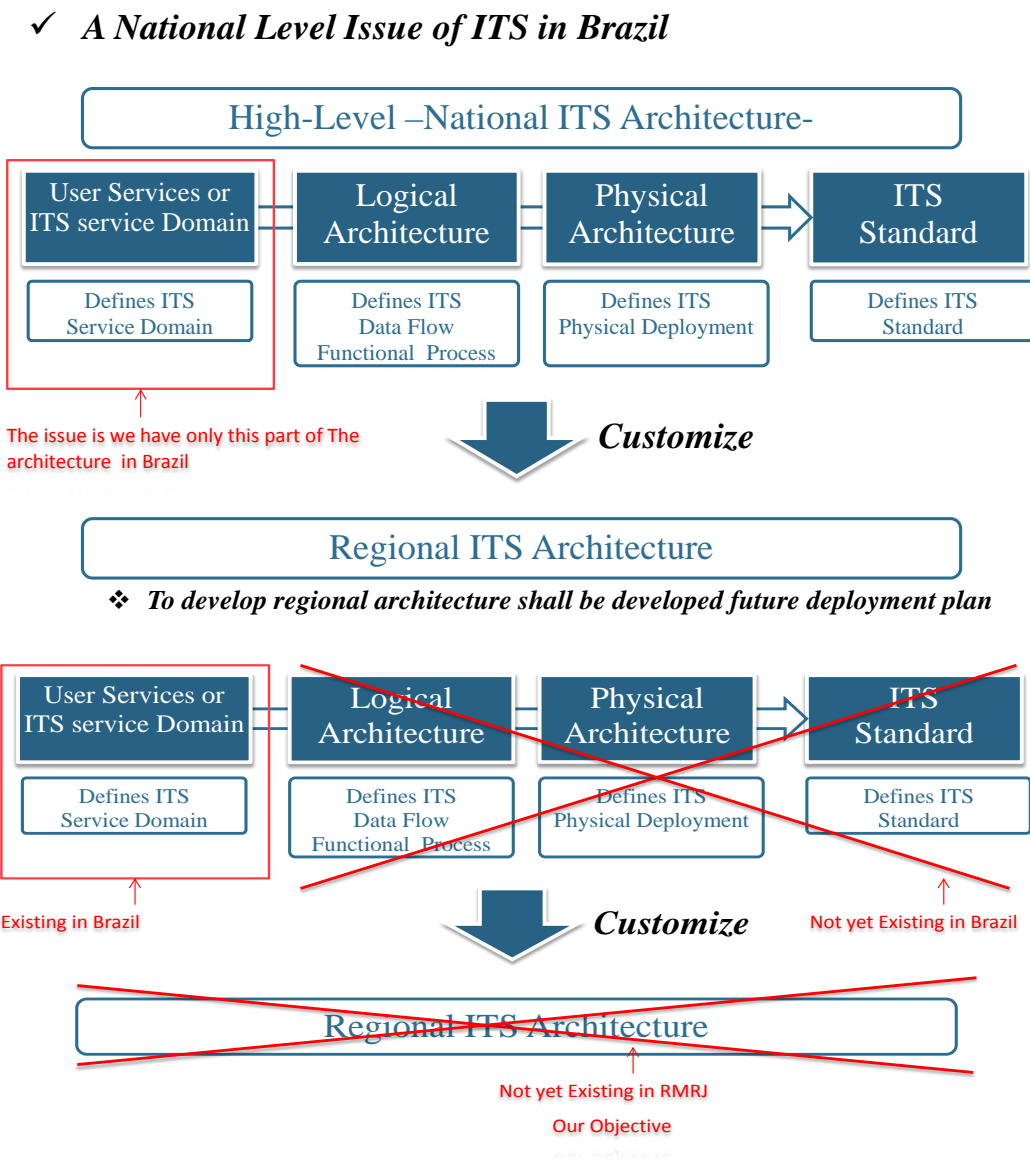 ✓ A National Level Issue of ITS in Brazil
High-Level –National ITS Architecture-
User Services or
ITS service Domain
Logical
Architecture
Physical
Architecture
ITS
Standard
Defines ITS
Service Domain
Defines ITS
Data Flow
Functional Process
Defines ITS
Physical Deployment
Defines ITS
Standard
The issue is we have only this part of The
architecture in Brazil
Customize
Regional ITS Architecture
❖ To develop regional architecture shall be developed future deployment plan
User Services or
ITS service Domain
Logical
Architecture
Physical
Architecture
ITS
Standard
Defines ITS
Service Domain
Defines ITS
Data Flow
Functional Process
Defines ITS
Physical Deployment
Defines ITS
Standard
Existing in Brazil
Customize
Not yet Existing in Brazil
Regional ITS Architecture
Not yet Existing in RMRJ
Our Objective